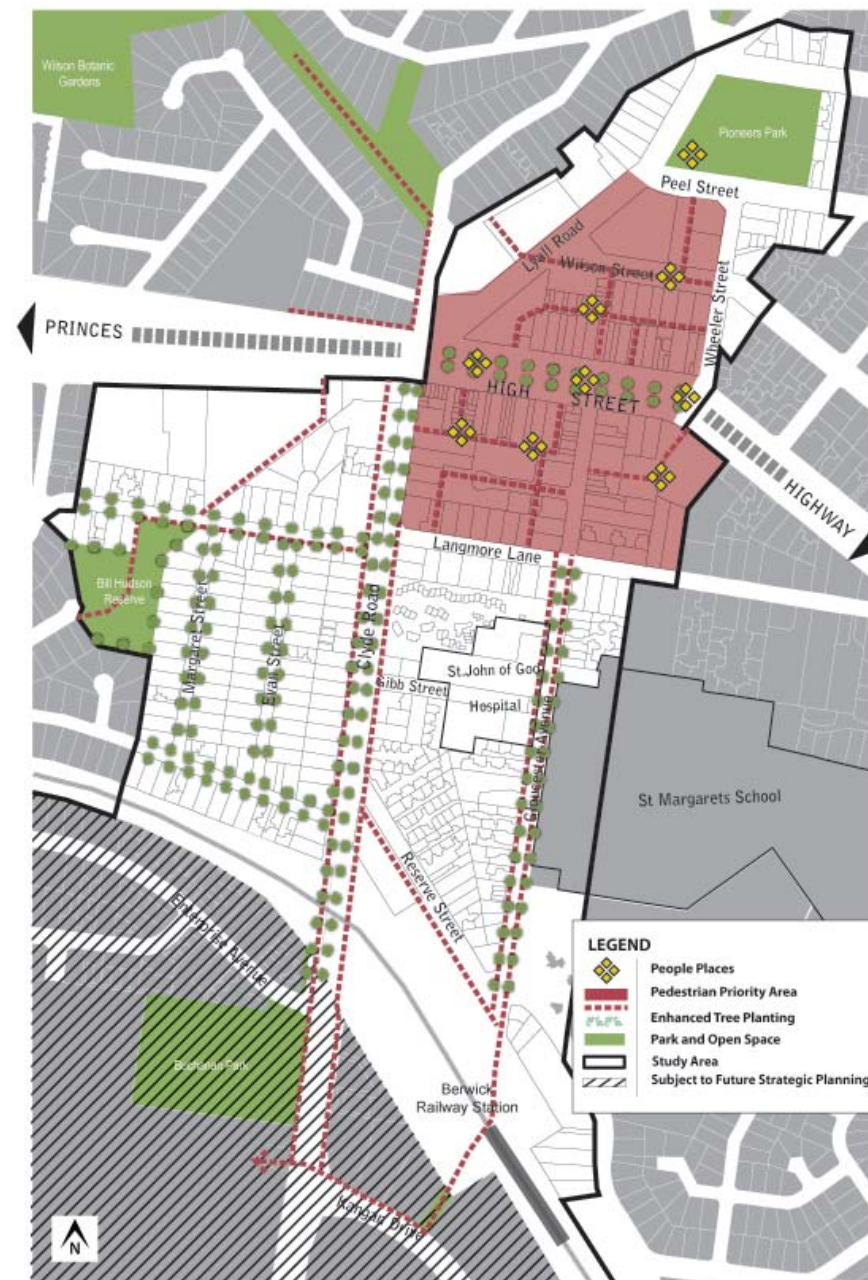 Wilson Botanic
Gardens
Pioneers Park
Peel Street
Lyall Road
Wilson Street
Wheeler Street
PRINCES
HIGH STREET
HIGHWAY
Langmore Lane
Bill Hudson
Reserve
Margaret Street
Evan Street
Clyde Road
Gibb Street
St.John of God
Hospital
Gloucester Avenue
St Margarets School
Reserve Street
Enterprise Avenue
Buchanan Park
Berwick
Railway Station
Kangan Drive
N
LEGEND
People Places
Pedestrian Priority Area
Enhanced Tree Planting
Park and Open Space
Study Area
Subject to Future Strategic Planning